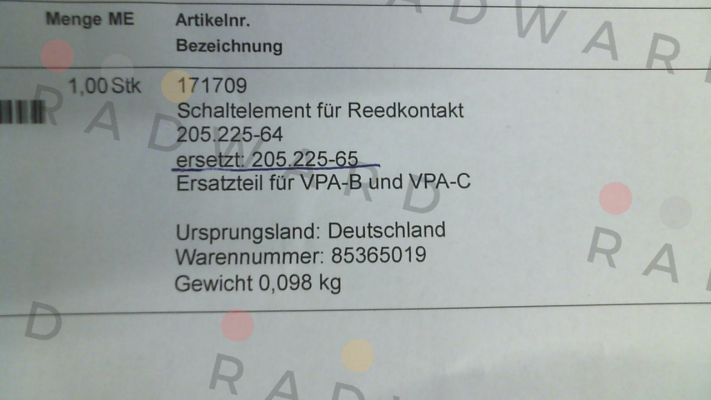 Menge ME Artikelnr.
Bezeichnung
1,00 Stk 171709
Schaltelement für Reedkontakt
205.225-64
ersetzt: 205.225-65
Ersatzteil für VPA-B und VPA-C
Ursprungsland: Deutschland
Warennummer: 85365019
Gewicht 0,098 kg
RADWARD